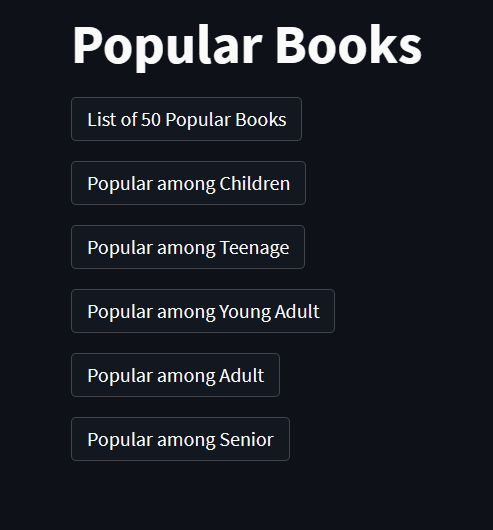 Popular Books
List of 50 Popular Books
Popular among Children
Popular among Teenage
Popular among Young Adult
Popular among Adult
Popular among Senior